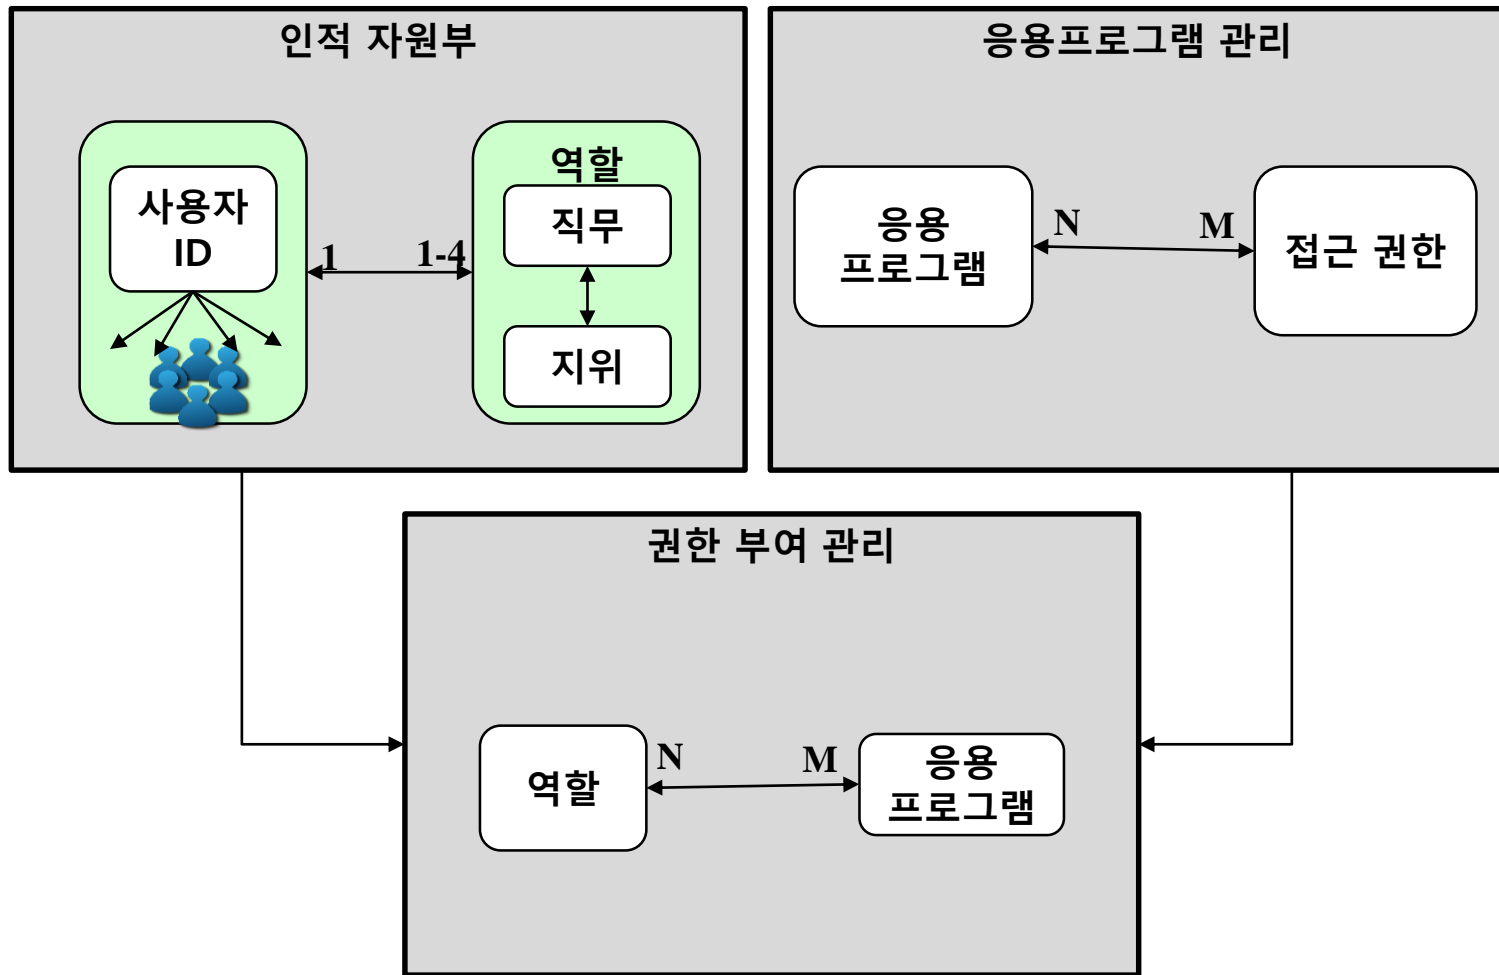 인적 자원부
사용자
ID
1
1-4
역할
직무
지위
응용프로그램 관리
응용
프로그램
N
M
접근 권한
권한 부여 관리
역할
N
M
응용
프로그램